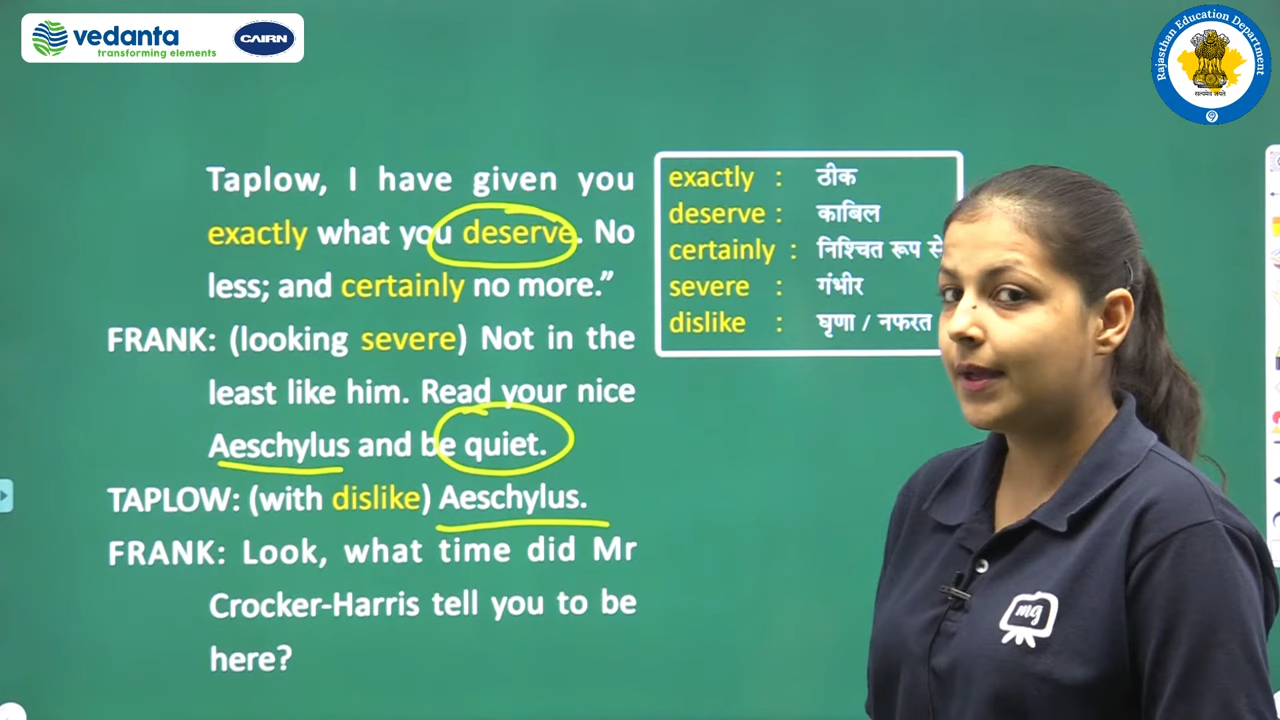 vedanta
transforming elements
CAIRN
Rajasthan Education Department
सत्यमेव जयते
Taplow, I have given you
exactly what you deserve. No
less; and certainly no more.”
FRANK: (looking severe) Not in the
least like him. Read your nice
Aeschylus and be quiet.
TAPLOW: (with dislike) Aeschylus.
FRANK: Look, what time did Mr
Crocker-Harris tell you to be
here?
exactly : ठीक
deserve : काबिल
certainly : निश्चित रूप से
severe : गंभीर
dislike : घृणा / नफरत
mg